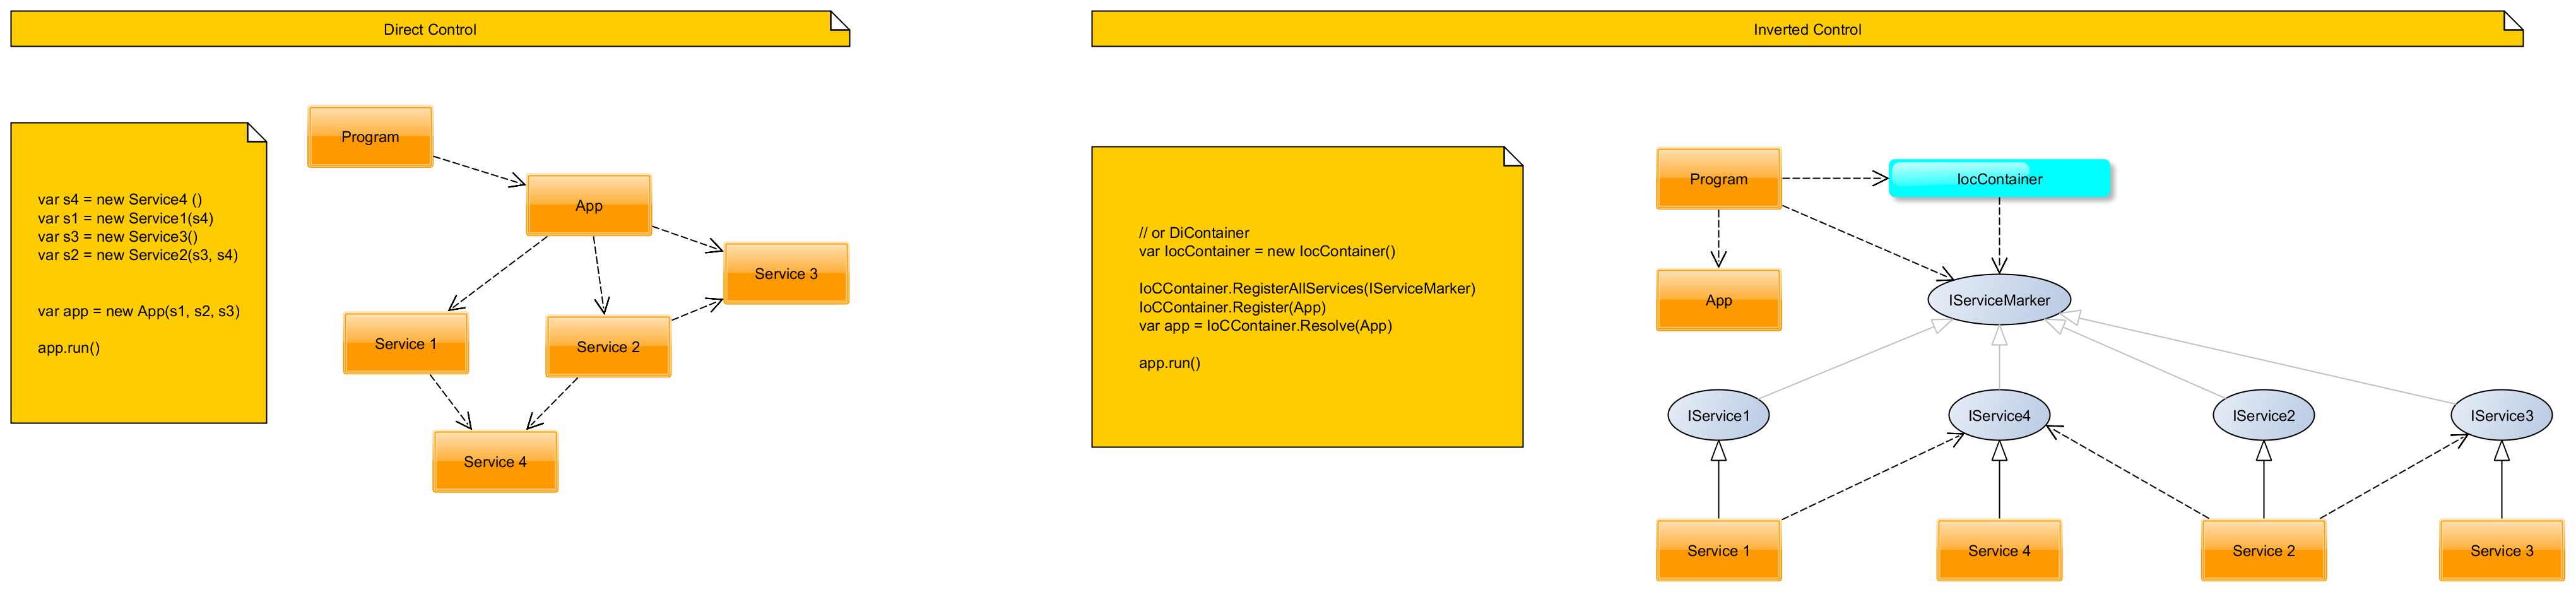 Direct Control
var s4 = new Service4 ()
var s1 = new Service1(s4)
var s3 = new Service3()
var s2 = new Service2(s3, s4)
var app = new App(s1, s2, s3)
app.run()
Program
App
Service 3
Service 1
Service 2
Service 4
Inverted Control
// or DiContainer
var IocContainer = new IocContainer()
IoCContainer.RegisterAllServices(IServiceMarker)
IoCContainer.Register(App)
var app = IoCContainer.Resolve(App)
app.run()
Program
IocContainer
App
IServiceMarker
IService1
IService4
IService2
IService3
Service 1
Service 4
Service 2
Service 3